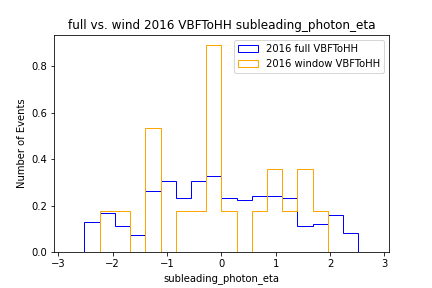 full vs. wind 2016 VBFToHH subleading_photon_eta
2016 full VBFToHH
2016 window VBFToHH
Number of Events
0.8
0.6
0.4
0.2
0.0
−3
−2
−1
0
1
2
3
subleading_photon_eta